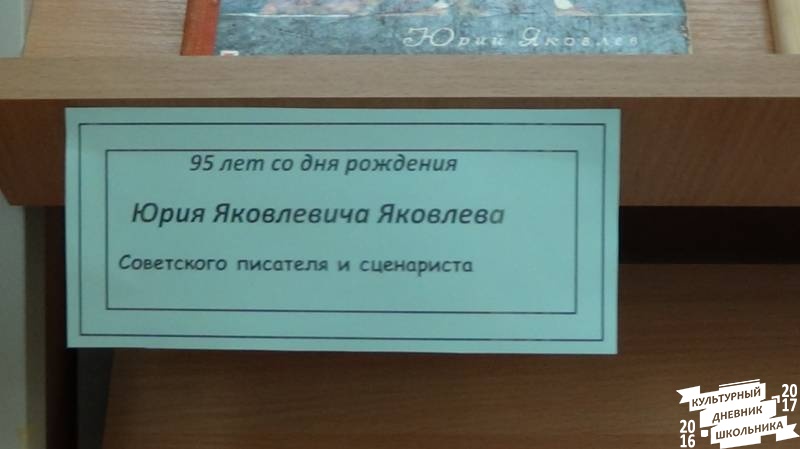 Юрий Яковлев
95 лет со дня рождения
Юрия Яковлевича Яковлева
Советского писателя и сценариста
КУЛЬТУРНЫЙ
ДНЕВНИК
ШКОЛЬНИКА
2016
2017